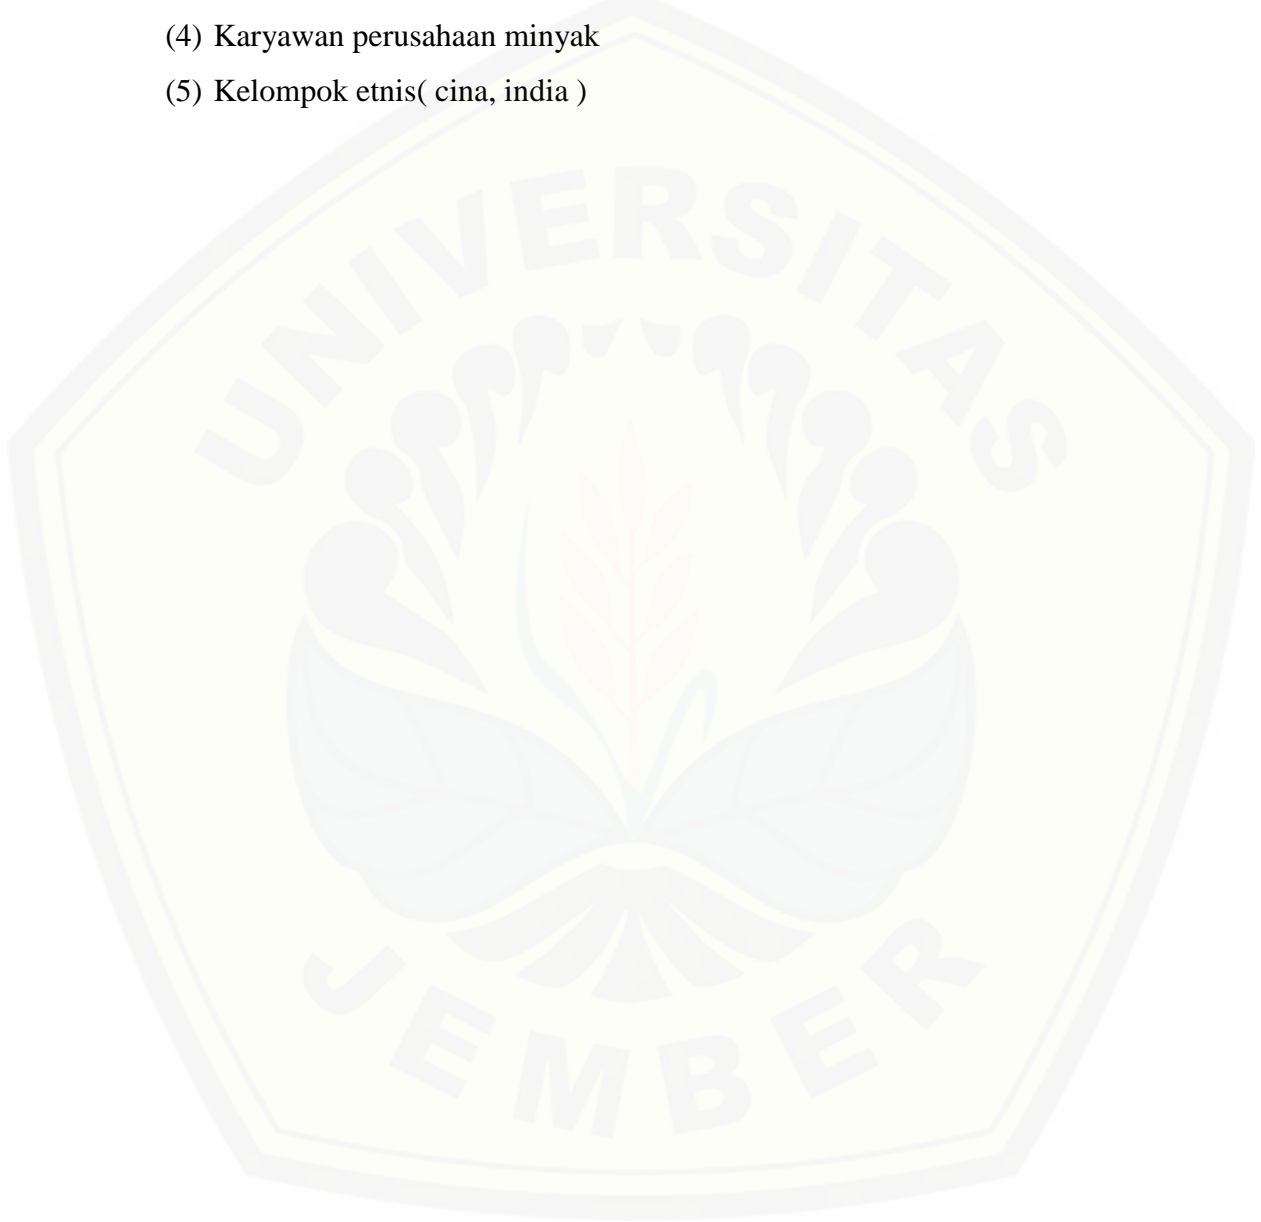 (4) Karyawan perusahaan minyak
(5) Kelompok etnis( cina, india )
UNIVERSITAS
JEMBER